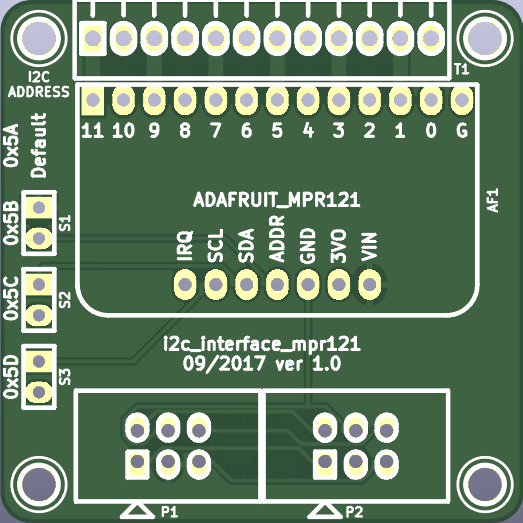 T1
I2C
ADDRESS
11 10 9 8 7 6 5 4 3 2 1 0 G
0x5A Default
ADAFRUIT_MPR121
AF1
0x5B S1
IRQ SCL SDA ADDR GND 3VO VIN
0x5C S2
i2c_interface_mpr121
09/2017 ver 1.0
0x5D S3
P1 P2